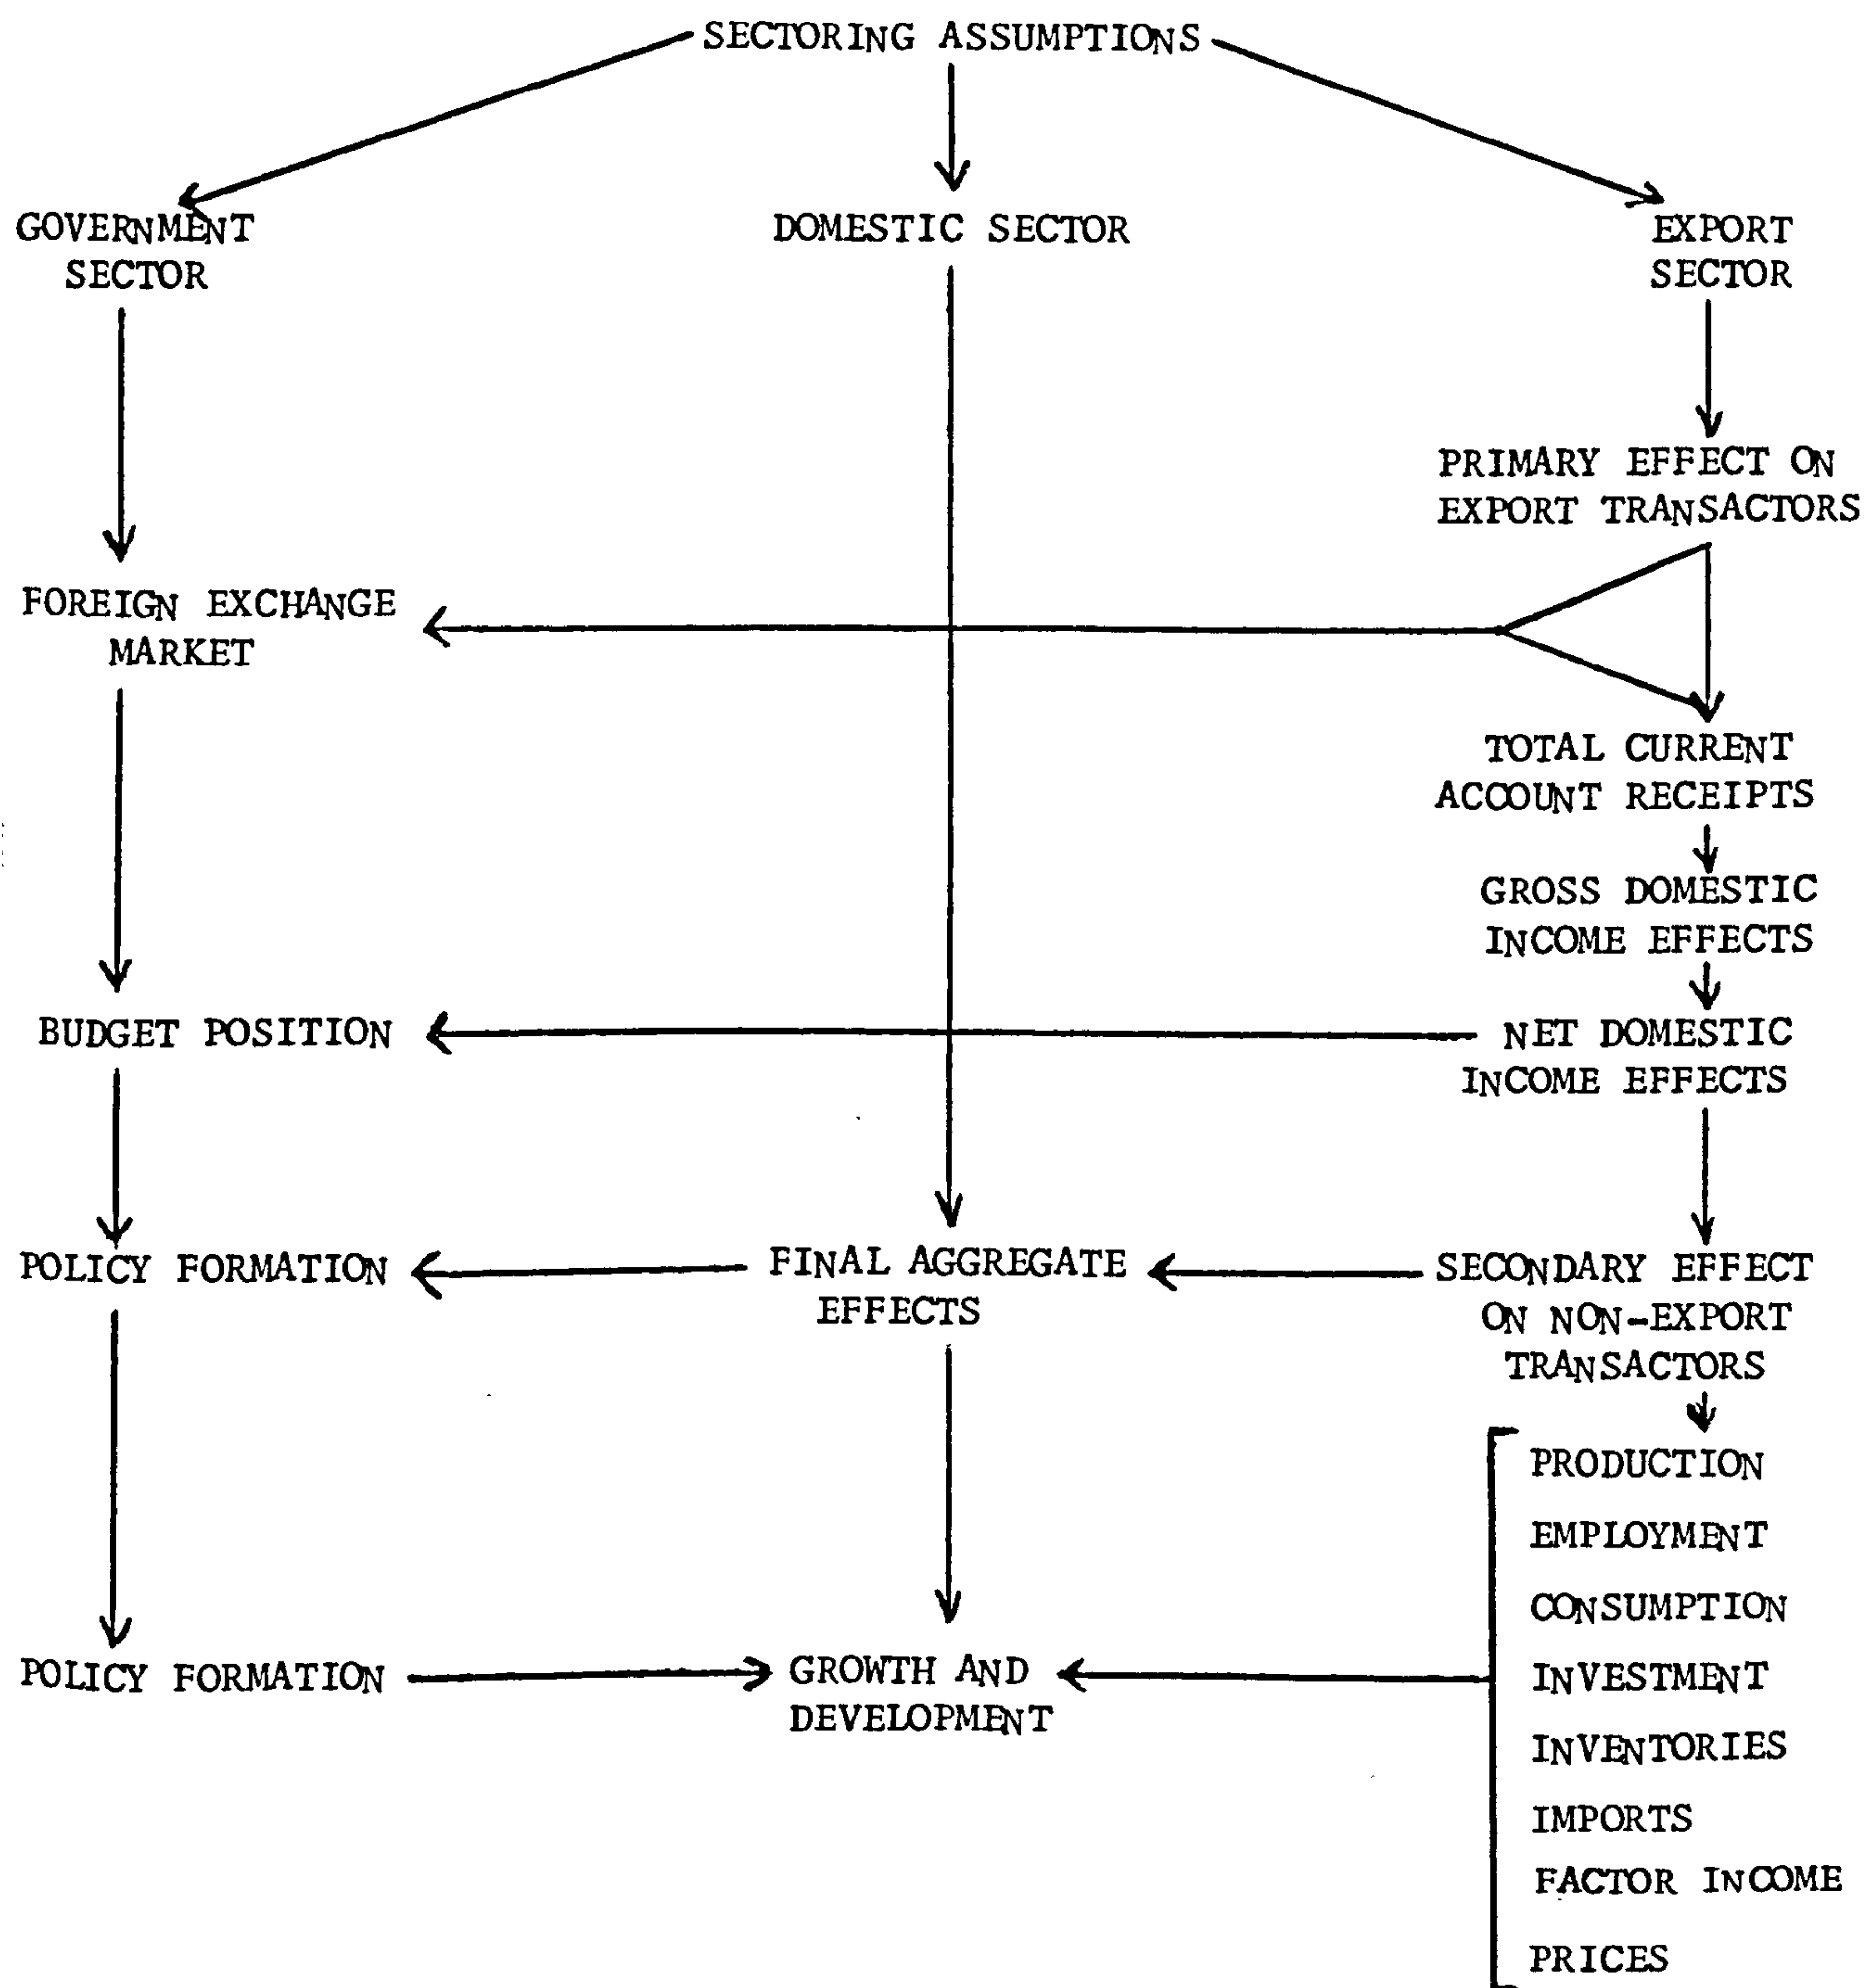 SECTORING ASSUMPTIONS
GOVERNMENT
SECTOR
DOMESTIC SECTOR
EXPORT
SECTOR
PRIMARY EFFECT ON
EXPORT TRANSACTORS
FOREIGN EXCHANGE
MARKET
TOTAL CURRENT
ACCOUNT RECEIPTS
GROSS DOMESTIC
INCOME EFFECTS
BUDGET POSITION
NET DOMESTIC
INCOME EFFECTS
POLICY FORMATION
FINAL AGGREGATE
EFFECTS
SECONDARY EFFECT
ON NON-EXPORT
TRANSACTORS
PRODUCTION
EMPLOYMENT
CONSUMPTION
POLICY FORMATION
GROWTH AND
DEVELOPMENT
INVESTMENT
INVENTORIES
IMPORTS
FACTOR INCOME
PRICES